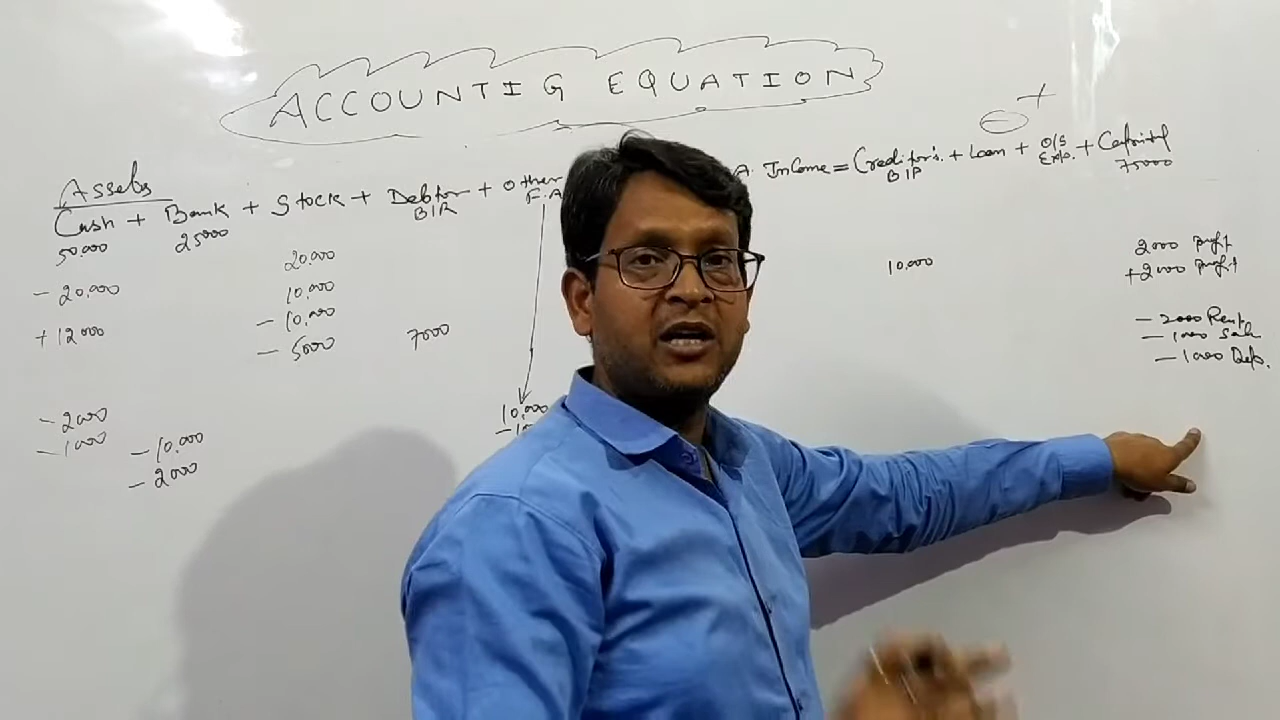 ACCOUNTIG EQUATION
Assets
Cash + Bank + Stock + Debtor + Other A. Income = Creditor's. + Loan + O/S Exp. + Capital
B/R F.A B/P 75000
50,000 25000
20,000 2000 profit
- 20,000 10,000 10,000 +2000 profit
+ 12000 - 10,000 - 2000 Rent
- 5000 7000 - 1000 Sal
- 1000 Dep.
- 2000 10,000
- 1000 - 10,000
- 2000
- +